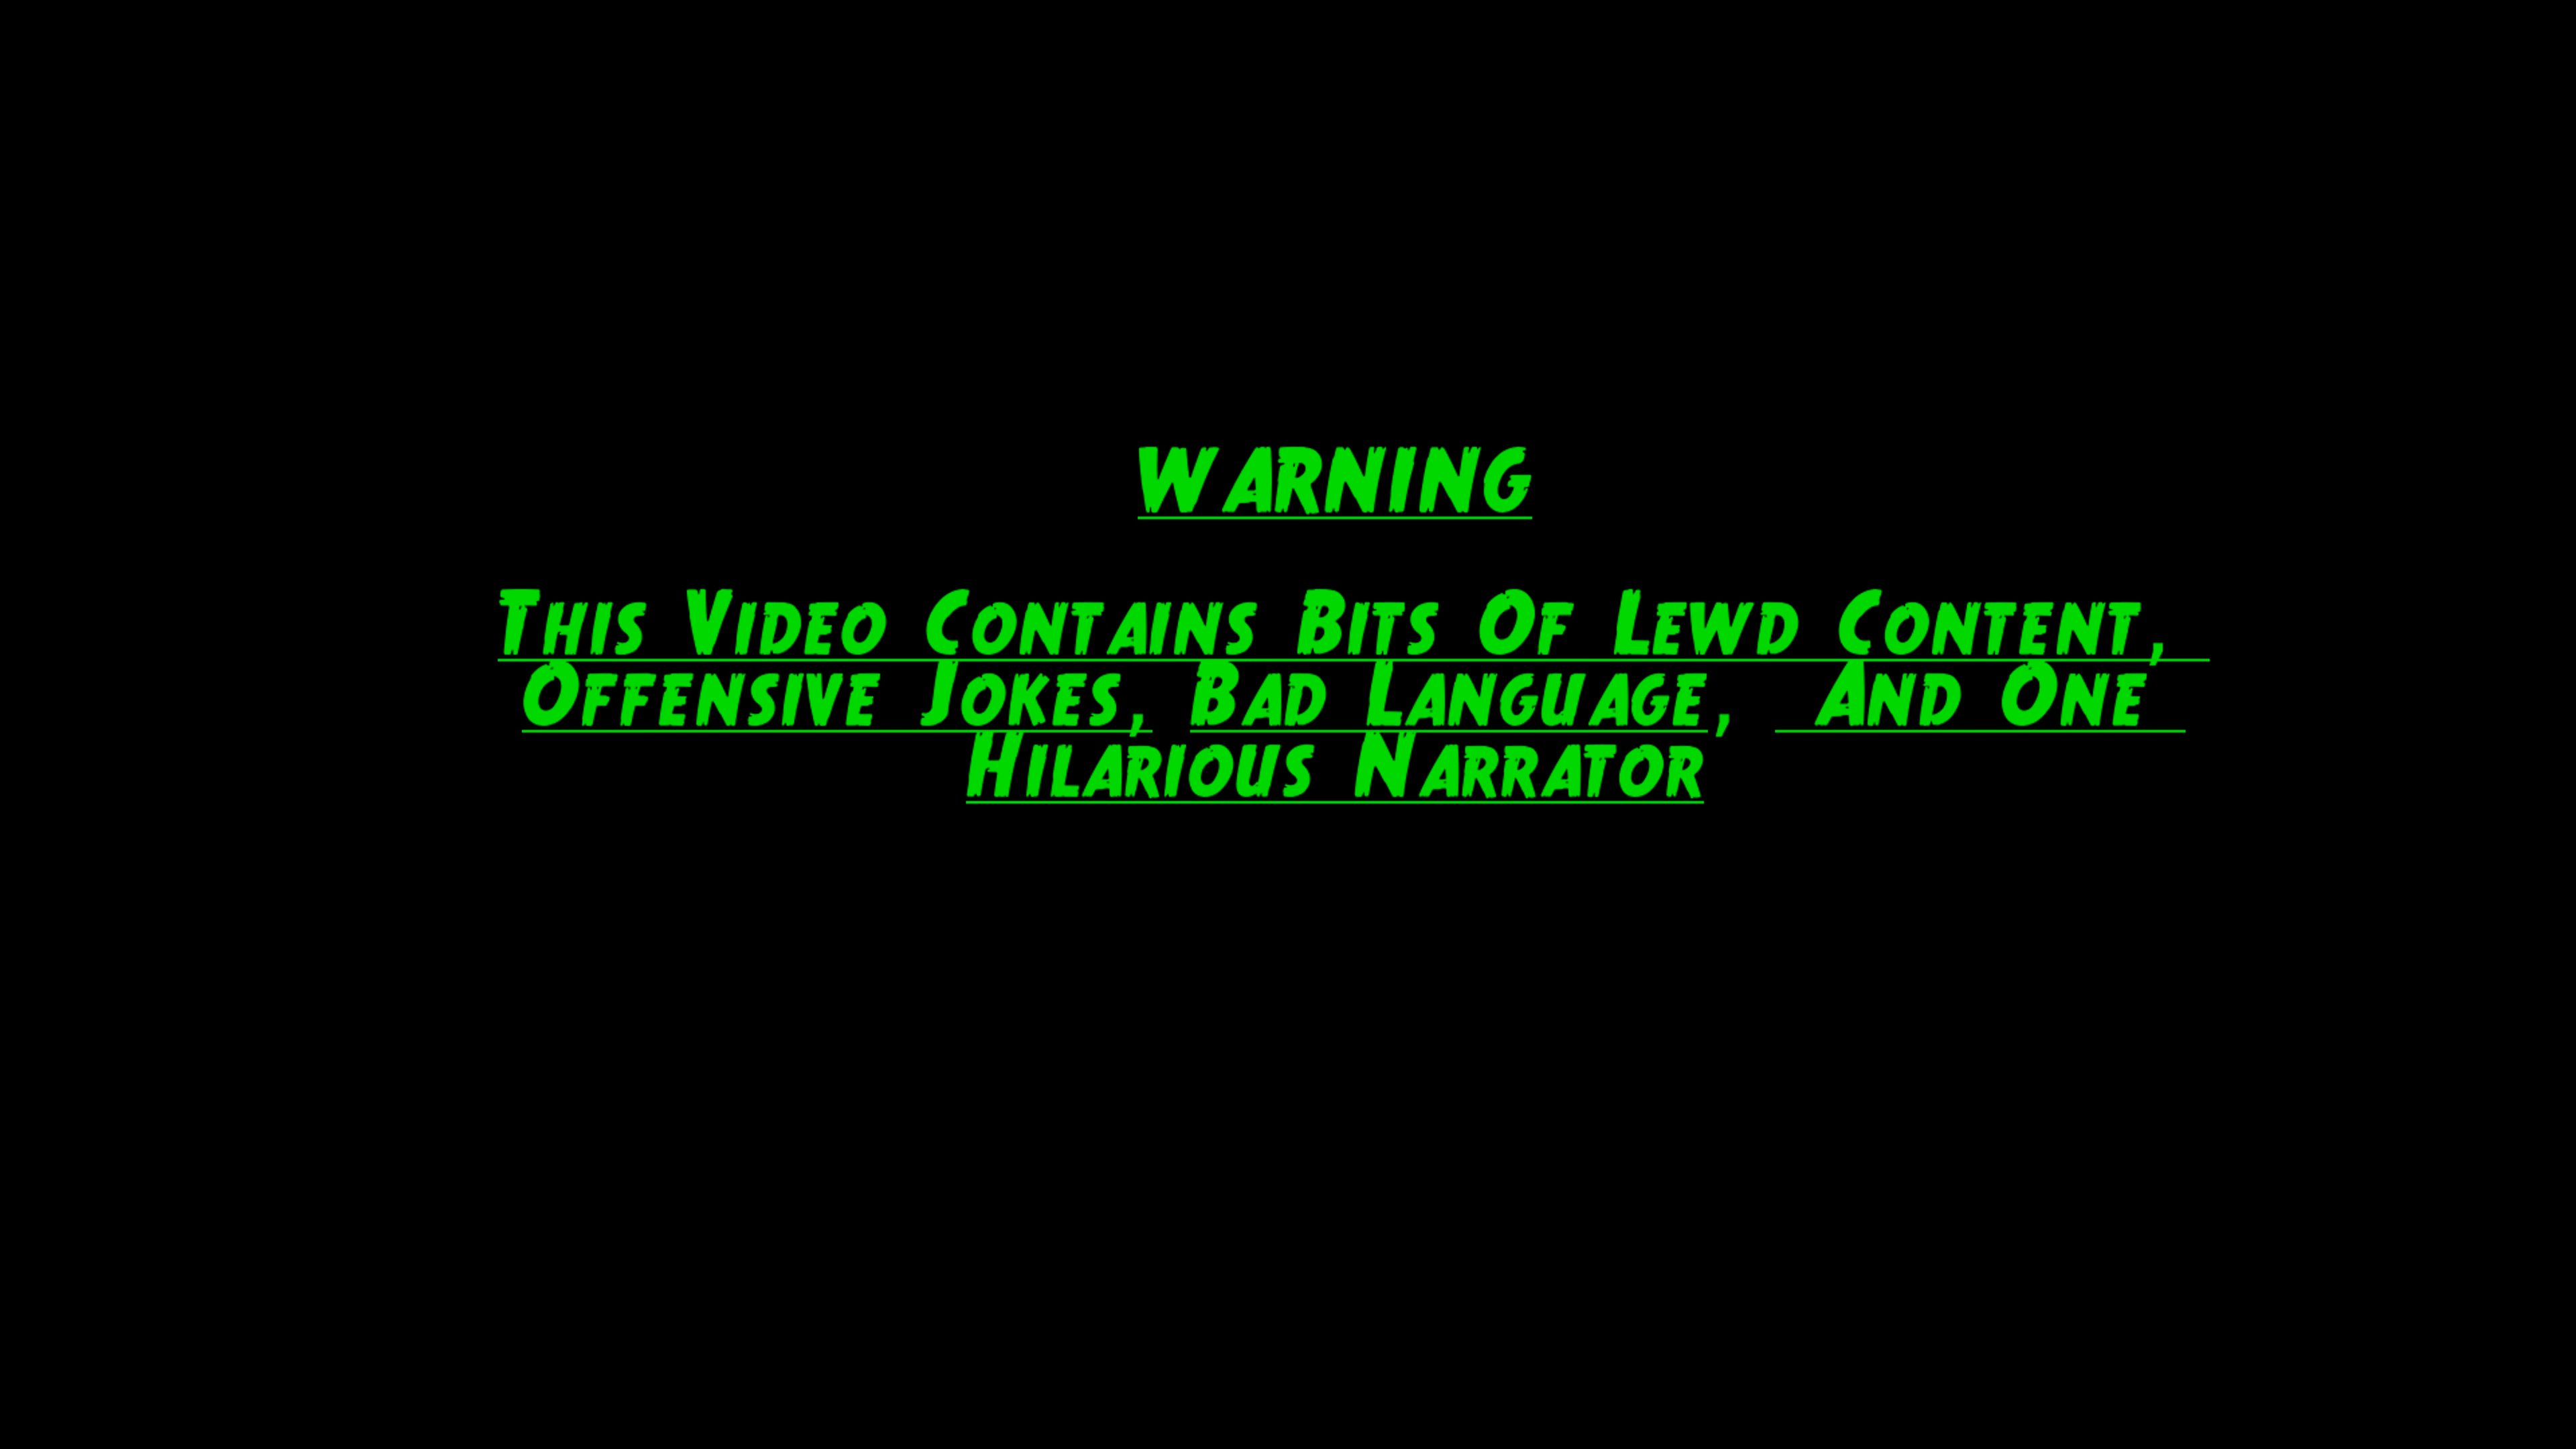 WARNING
This Video Contains Bits Of Lewd Content,
Offensive Jokes, Bad Language, And One
Hilarious Narrator